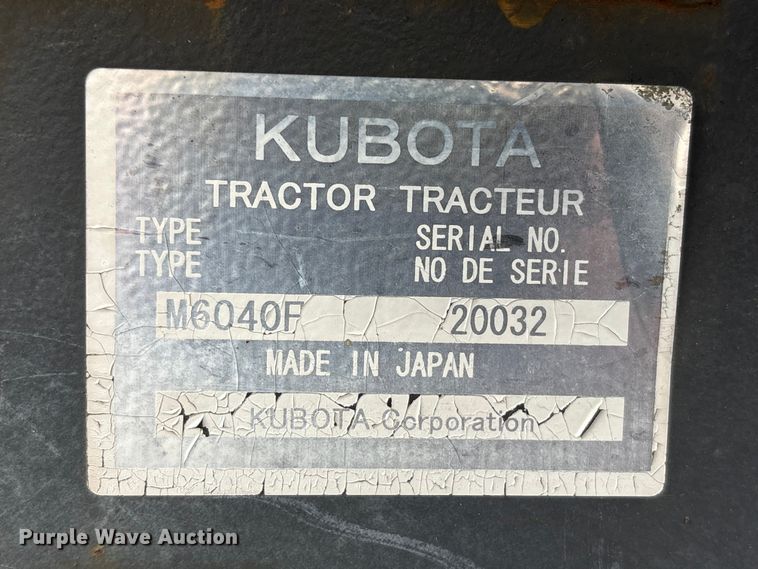 KUBOTA
TRACTOR TRACTEUR
TYPE SERIAL NO.
TYPE NO DE SERIE
M6040F 20032
MADE IN JAPAN
KUBOTA Corporation
Purple Wave Auction